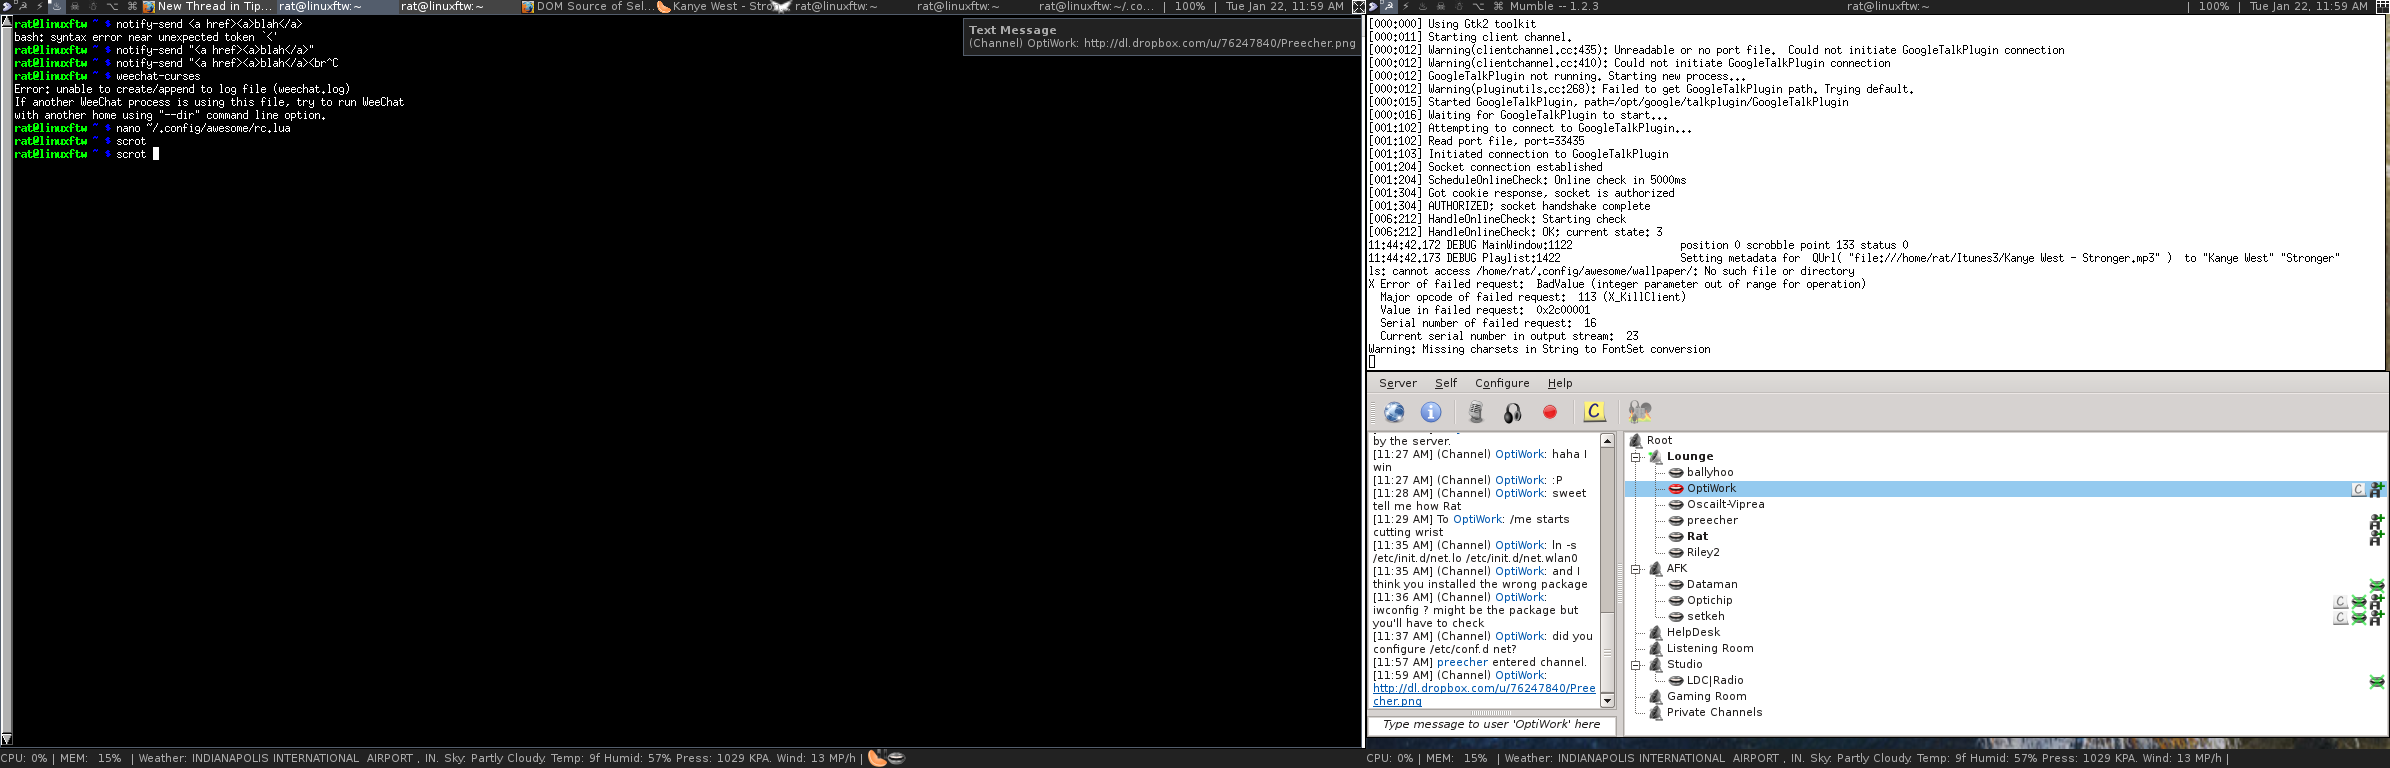 New Thread in Tip... rat@linuxftw:~ rat@linuxftw:~ DOM Source of Sel... Kanye West - Stro... rat@linuxftw:~ rat@linuxftw:~ rat@linuxftw:~/.co... | 100% | Tue Jan 22, 11:59 AM
rat@linuxftw ~ $ notify-send <a href><a>blah</a>
bash: syntax error near unexpected token `<'
rat@linuxftw ~ $ notify-send "<a href><a>blah</a>"
rat@linuxftw ~ $ notify-send "<a href><a>blah</a><br^C
rat@linuxftw ~ $ weechat-curses
Error: unable to create/append to log file (weechat.log)
If another WeeChat process is using this file, try to run WeeChat
with another home using "--dir" command line option.
rat@linuxftw ~ $ nano ~/.config/awesome/rc.lua
rat@linuxftw ~ $ scrot
rat@linuxftw ~ $ scrot
Text Message
(Channel) OptiWork: http://dl.dropbox.com/u/76247840/Preecher.png
CPU: 0% | MEM: 15% | Weather: INDIANAPOLIS INTERNATIONAL AIRPORT , IN. Sky: Partly Cloudy. Temp: 9f Humid: 57% Press: 1029 KPA. Wind: 13 MP/h |
Mumble -- 1.2.3 rat@linuxftw:~ | 100% | Tue Jan 22, 11:59 AM
[000:000] Using Gtk2 toolkit
[000:011] Starting client channel.
[000:012] Warning(clientchannel.cc:435): Unreadable or no port file.  Could not initiate GoogleTalkPlugin connection
[000:012] Warning(clientchannel.cc:410): Could not initiate GoogleTalkPlugin connection
[000:012] GoogleTalkPlugin not running. Starting new process...
[000:012] Warning(pluginutils.cc:268): Failed to get GoogleTalkPlugin path. Trying default.
[000:015] Started GoogleTalkPlugin, path=/opt/google/talkplugin/GoogleTalkPlugin
[000:016] Waiting for GoogleTalkPlugin to start...
[001:102] Attempting to connect to GoogleTalkPlugin...
[001:102] Read port file, port=33435
[001:103] Initiated connection to GoogleTalkPlugin
[001:204] Socket connection established
[001:204] ScheduleOnlineCheck: Online check in 5000ms
[001:304] Got cookie response, socket is authorized
[001:304] AUTHORIZED; socket handshake complete
[006:212] HandleOnlineCheck: Starting check
[006:212] HandleOnlineCheck: OK; current state: 3
11:44:42.172 DEBUG MainWindow:1122 position 0 scrobble point 133 status 0
11:44:42.173 DEBUG Playlist:1422 Setting metadata for  QUrl( "file:///home/rat/Itunes3/Kanye West - Stronger.mp3" )  to "Kanye West" "Stronger"
ls: cannot access /home/rat/.config/awesome/wallpaper/: No such file or directory
X Error of failed request:  BadValue (integer parameter out of range for operation)
Major opcode of failed request:  113 (X_KillClient)
Value in failed request:  0x2c00001
Serial number of failed request:  16
Current serial number in output stream:  23
Warning: Missing charsets in String to FontSet conversion
Server Self Configure Help
by the server.
[11:27 AM] (Channel) OptiWork: haha I
win
[11:27 AM] (Channel) OptiWork: :P
[11:28 AM] (Channel) OptiWork: sweet
tell me how Rat
[11:29 AM] To OptiWork: /me starts
cutting wrist
[11:35 AM] (Channel) OptiWork: ln -s
/etc/init.d/net.lo /etc/init.d/net.wlan0
[11:35 AM] (Channel) OptiWork: and I
think you installed the wrong package
[11:36 AM] (Channel) OptiWork:
iwconfig ? might be the package but
you'll have to check
[11:37 AM] (Channel) OptiWork: did you
configure /etc/conf.d net?
[11:57 AM] preecher entered channel.
[11:59 AM] (Channel) OptiWork:
http://dl.dropbox.com/u/76247840/Pree
cher.png
Type message to user 'OptiWork' here
Root
Lounge
ballyhoo
OptiWork
Oscailt-Viprea
preecher
Rat
Riley2
AFK
Dataman
Optichip
setkeh
HelpDesk
Listening Room
Studio
LDC|Radio
Gaming Room
Private Channels
CPU: 0% | MEM: 15% | Weather: INDIANAPOLIS INTERNATIONAL AIRPORT , IN. Sky: Partly Cloudy. Temp: 9f Humid: 57% Press: 1029 KPA. Wind: 13 MP/h |